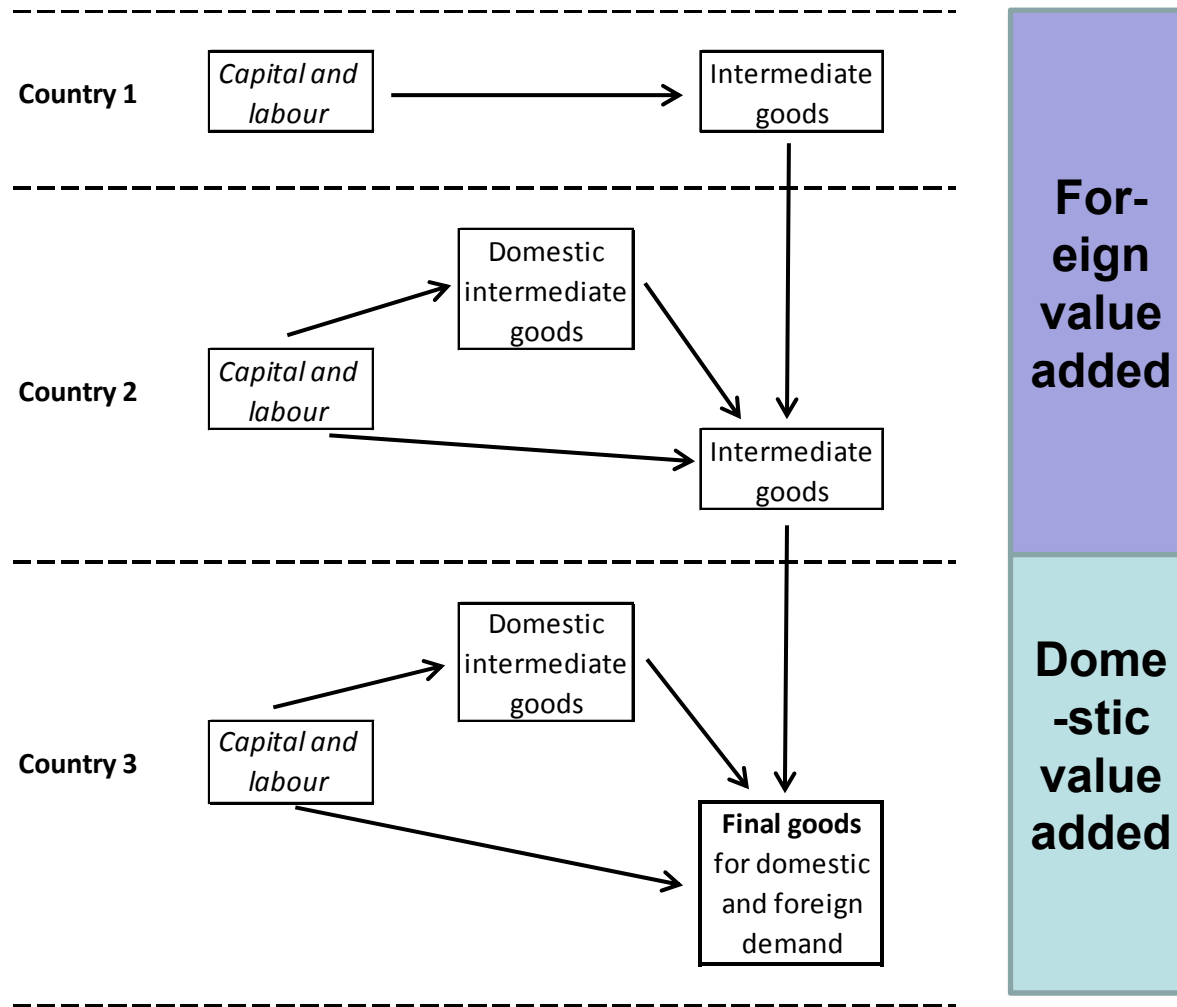 Country 1
Capital and
labour
Intermediate
goods
Country 2
Capital and
labour
Domestic
intermediate
goods
Intermediate
goods
Country 3
Capital and
labour
Domestic
intermediate
goods
Final goods
for domestic
and foreign
demand
For-
eign
value
added
Dome
-stic
value
added